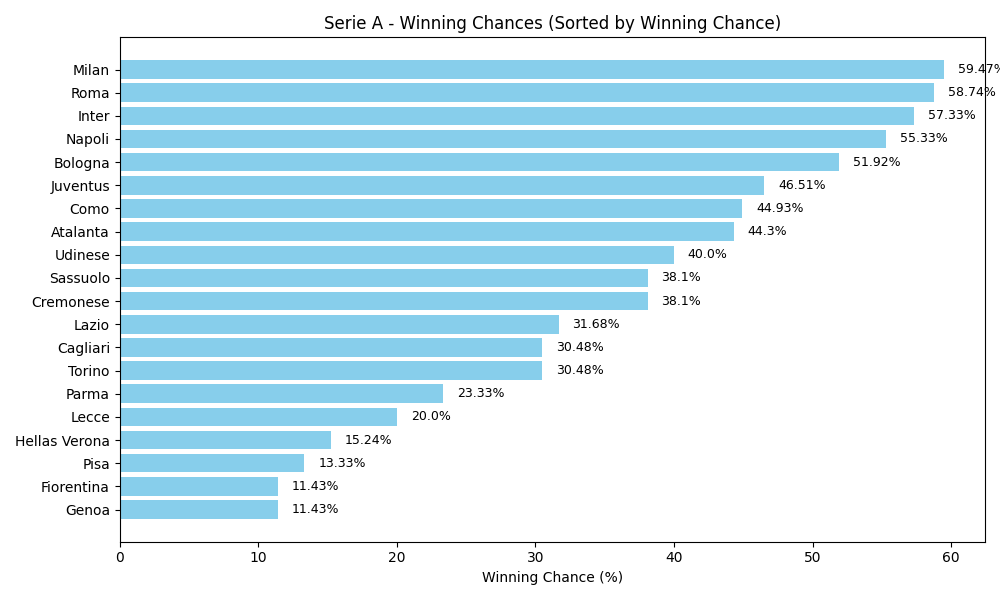 Serie A - Winning Chances (Sorted by Winning Chance)
Milan 59.47%
Roma 58.74%
Inter 57.33%
Napoli 55.33%
Bologna 51.92%
Juventus 46.51%
Como 44.93%
Atalanta 44.3%
Udinese 40.0%
Sassuolo 38.1%
Cremonese 38.1%
Lazio 31.68%
Cagliari 30.48%
Torino 30.48%
Parma 23.33%
Lecce 20.0%
Hellas Verona 15.24%
Pisa 13.33%
Fiorentina 11.43%
Genoa 11.43%
0 10 20 30 40 50 60
Winning Chance (%)